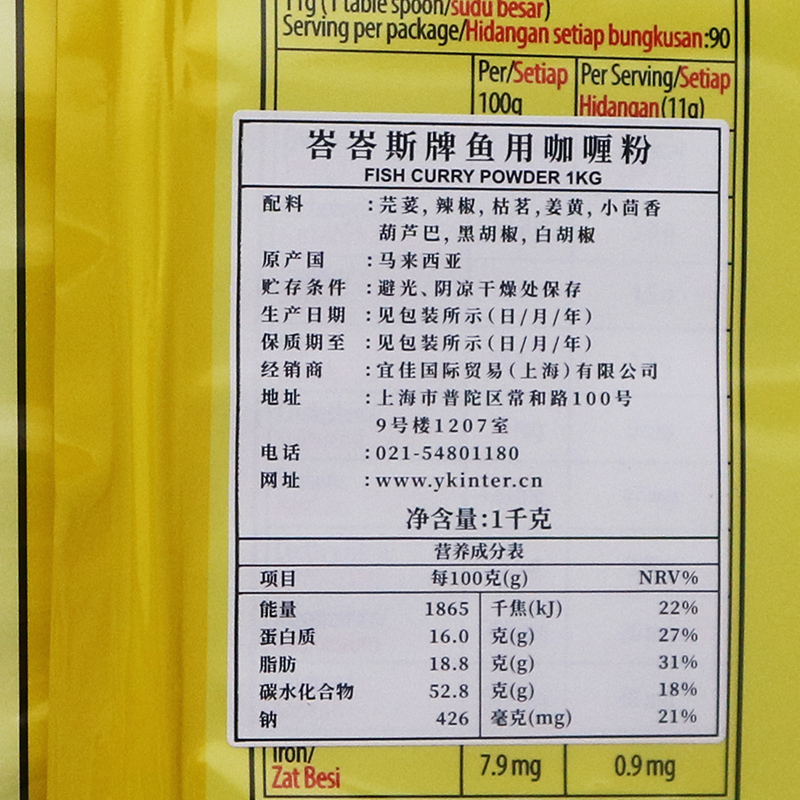 11g (1 table spoon/sudu besar)
Serving per package/Hidangan setiap bungkusan:90
Per/Setiap 100g
Per Serving/Setiap Hidangan(11g)
峇峇斯牌鱼用咖喱粉
FISH CURRY POWDER 1KG
配料 :芫荽, 辣椒, 枯茗,姜黄, 小茴香
葫芦巴, 黑胡椒, 白胡椒
原产国 :马来西亚
贮存条件 :避光、阴凉干燥处保存
生产日期 :见包装所示(日/月/年)
保质期至 :见包装所示(日/月/年)
经销商 :宜佳国际贸易(上海)有限公司
地址 :上海市普陀区常和路100号
9号楼1207室
电话 :021-54801180
网址 :www.ykinter.cn
净含量:1千克
营养成分表
项目 每100克(g) NRV%
能量 1865 千焦(kJ) 22%
蛋白质 16.0 克(g) 27%
脂肪 18.8 克(g) 31%
碳水化合物 52.8 克(g) 18%
钠 426 毫克(mg) 21%
Iron/
Zat Besi 7.9 mg 0.9 mg